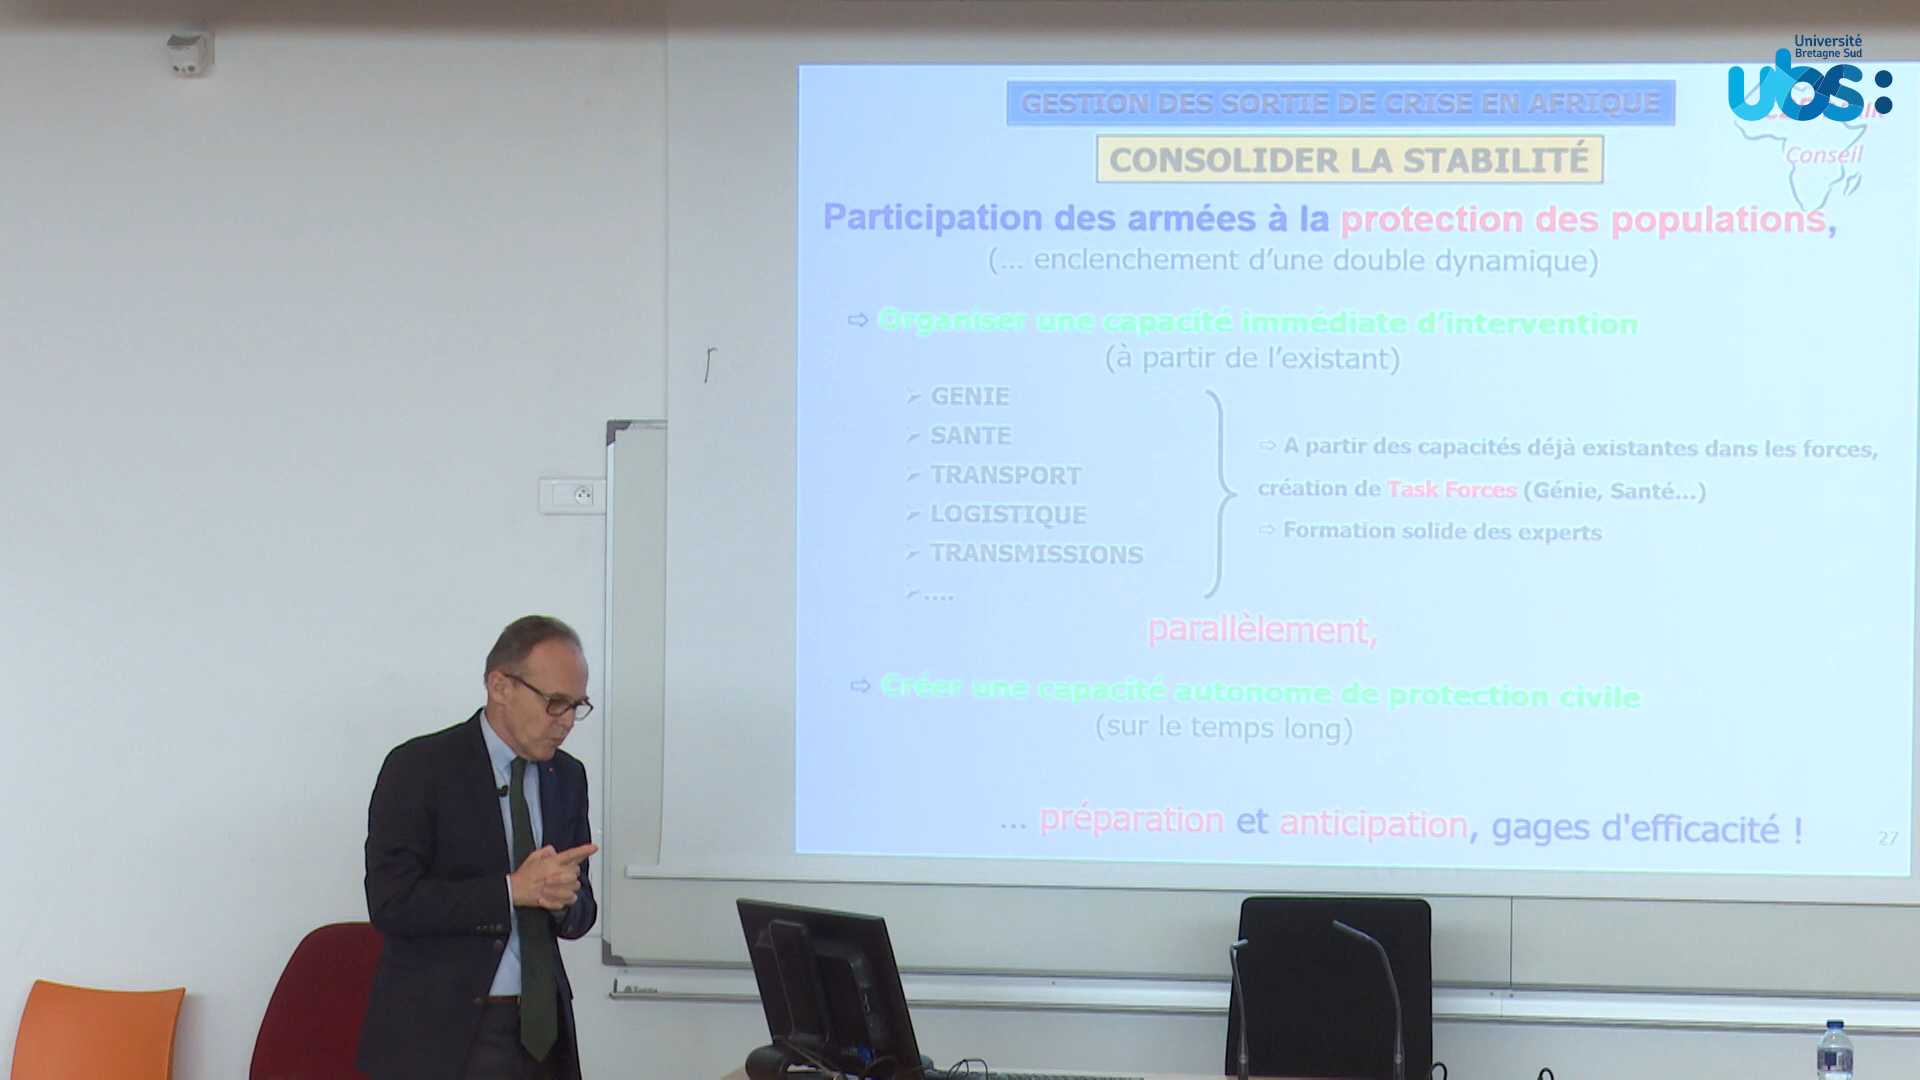 Université
Bretagne Sud
ubs:
GESTION DES SORTIE DE CRISE EN AFRIQUE
Conseil
CONSOLIDER LA STABILITÉ
Participation des armées à la protection des populations,
(... enclenchement d'une double dynamique)
⇨ Organiser une capacité immédiate d'intervention
(à partir de l'existant)
➢ GENIE
➢ SANTE
➢ TRANSPORT
➢ LOGISTIQUE
➢ TRANSMISSIONS
➢....
⇨ A partir des capacités déjà existantes dans les forces,
création de Task Forces (Génie, Santé...)
⇨ Formation solide des experts
parallèlement,
⇨ Créer une capacité autonome de protection civile
(sur le temps long)
... préparation et anticipation, gages d'efficacité !
27